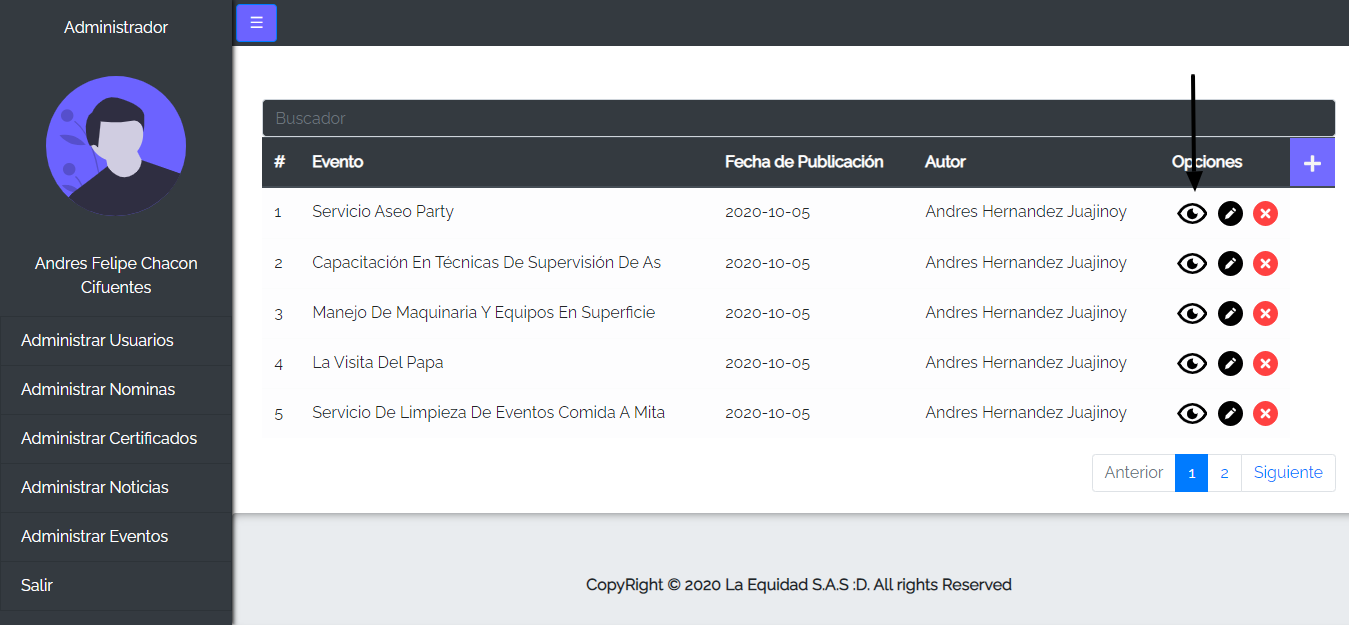 Administrador
☰
Andres Felipe Chacon
Cifuentes
Administrar Usuarios
Administrar Nominas
Administrar Certificados
Administrar Noticias
Administrar Eventos
Salir
Buscador
# Evento Fecha de Publicación Autor Opciones +
1 Servicio Aseo Party 2020-10-05 Andres Hernandez Juajinoy
2 Capacitación En Técnicas De Supervisión De As 2020-10-05 Andres Hernandez Juajinoy
3 Manejo De Maquinaria Y Equipos En Superficie 2020-10-05 Andres Hernandez Juajinoy
4 La Visita Del Papa 2020-10-05 Andres Hernandez Juajinoy
5 Servicio De Limpieza De Eventos Comida A Mita 2020-10-05 Andres Hernandez Juajinoy
Anterior 1 2 Siguiente
CopyRight © 2020 La Equidad S.A.S :D. All rights Reserved